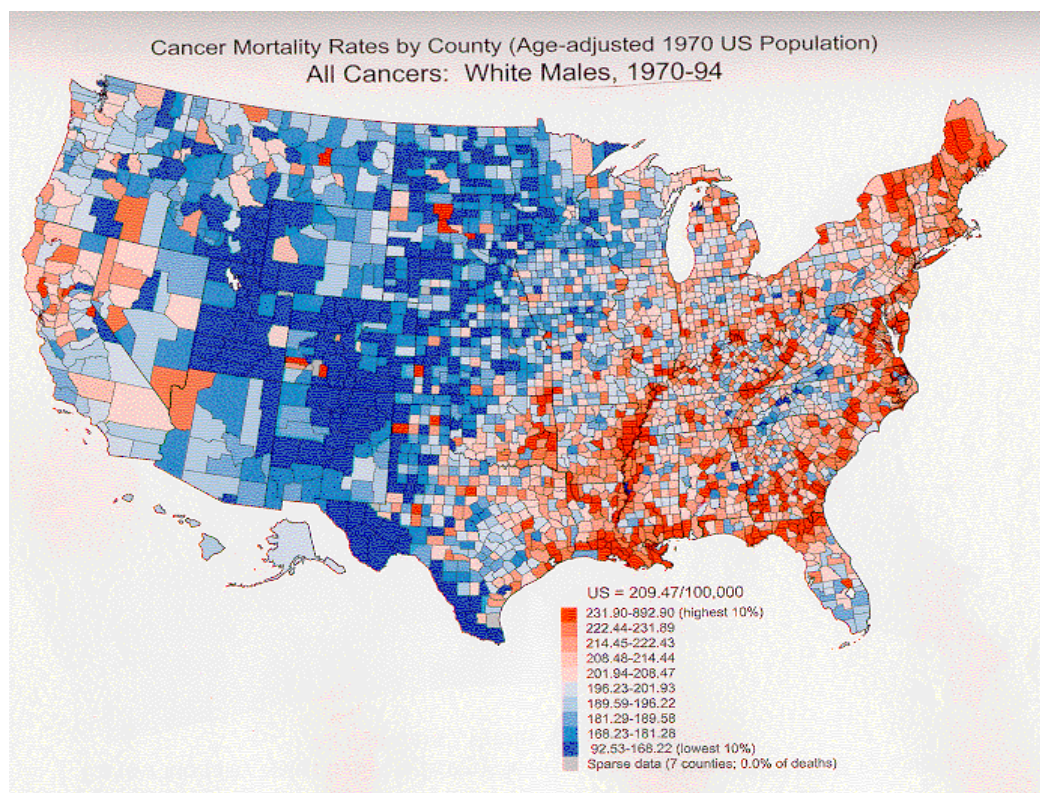 Cancer Mortality Rates by County (Age-adjusted 1970 US Population)
All Cancers: White Males, 1970-94
US = 209.47/100,000
231.90-892.90 (highest 10%)
222.44-231.89
214.45-222.43
208.48-214.44
201.94-208.47
196.23-201.93
189.59-196.22
181.29-189.58
168.23-181.28
92.53-168.22 (lowest 10%)
Sparse data (7 counties; 0.0% of deaths)